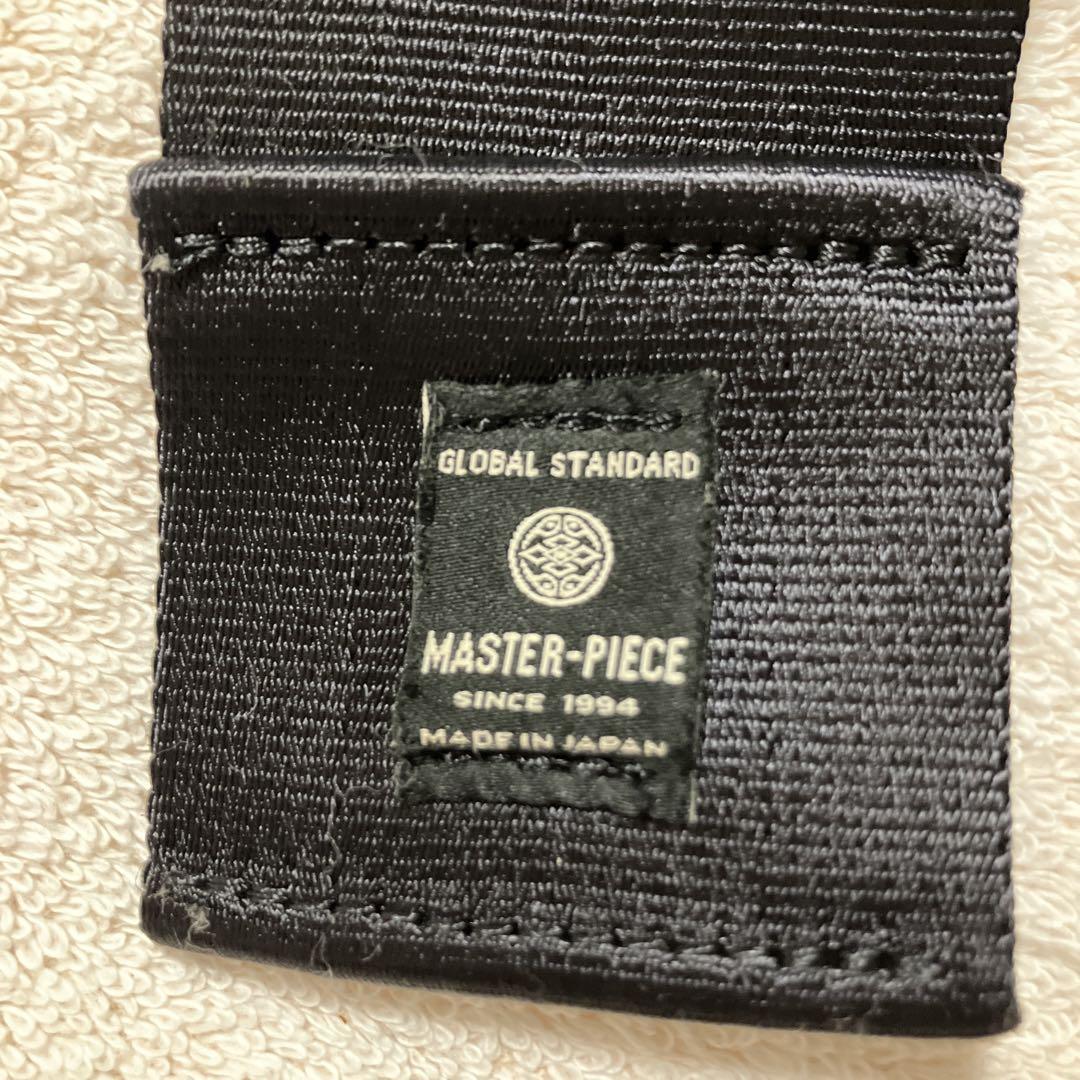 GLOBAL STANDARD
MASTER-PIECE
SINCE 1994
MADE IN JAPAN